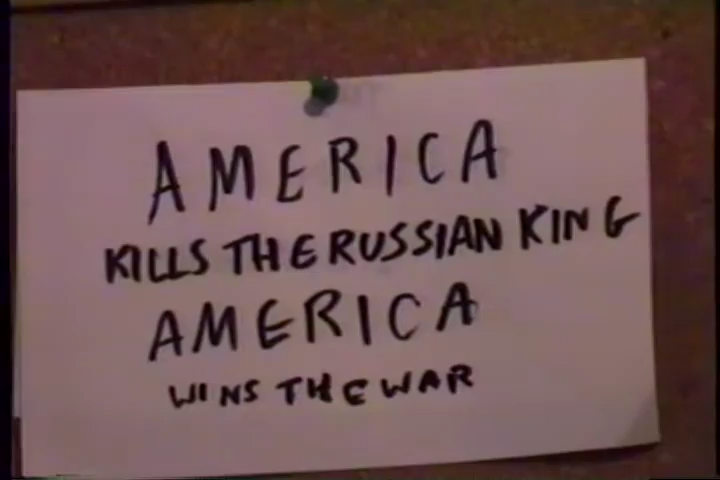 AMERICA
KILLS THE RUSSIAN KING
AMERICA
WINS THE WAR